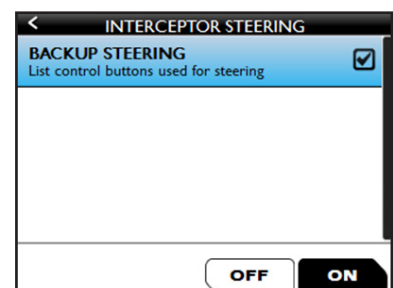 < INTERCEPTOR STEERING
BACKUP STEERING
List control buttons used for steering
OFF ON